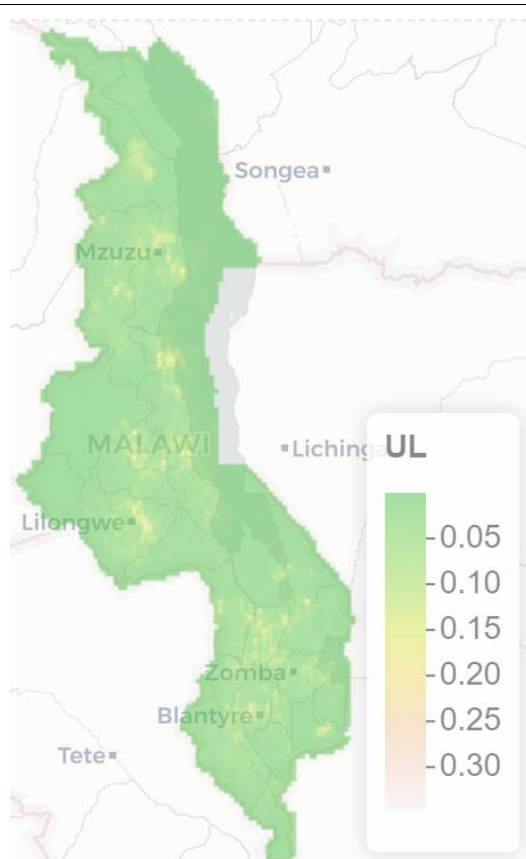 Songea
Mzuzu
MALAWI
Lichinga
UL
0.05
Lilongwe
0.10
0.15
Zomba
0.20
Blantyre
0.25
Tete
0.30